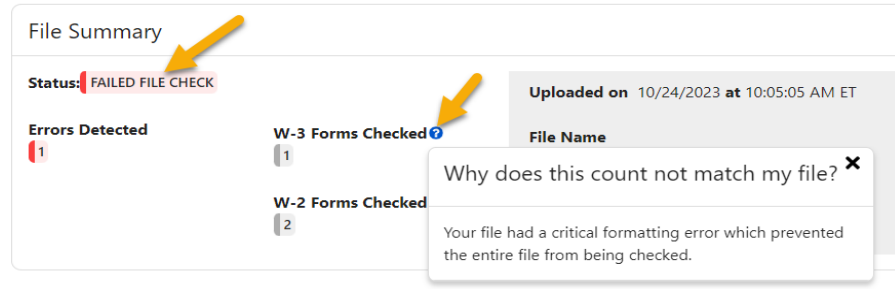 File Summary
Status: FAILED FILE CHECK
Errors Detected
1
W-3 Forms Checked ?
1
W-2 Forms Checked
2
Uploaded on 10/24/2023 at 10:05:05 AM ET
File Name
Why does this count not match my file? ×
Your file had a critical formatting error which prevented
the entire file from being checked.